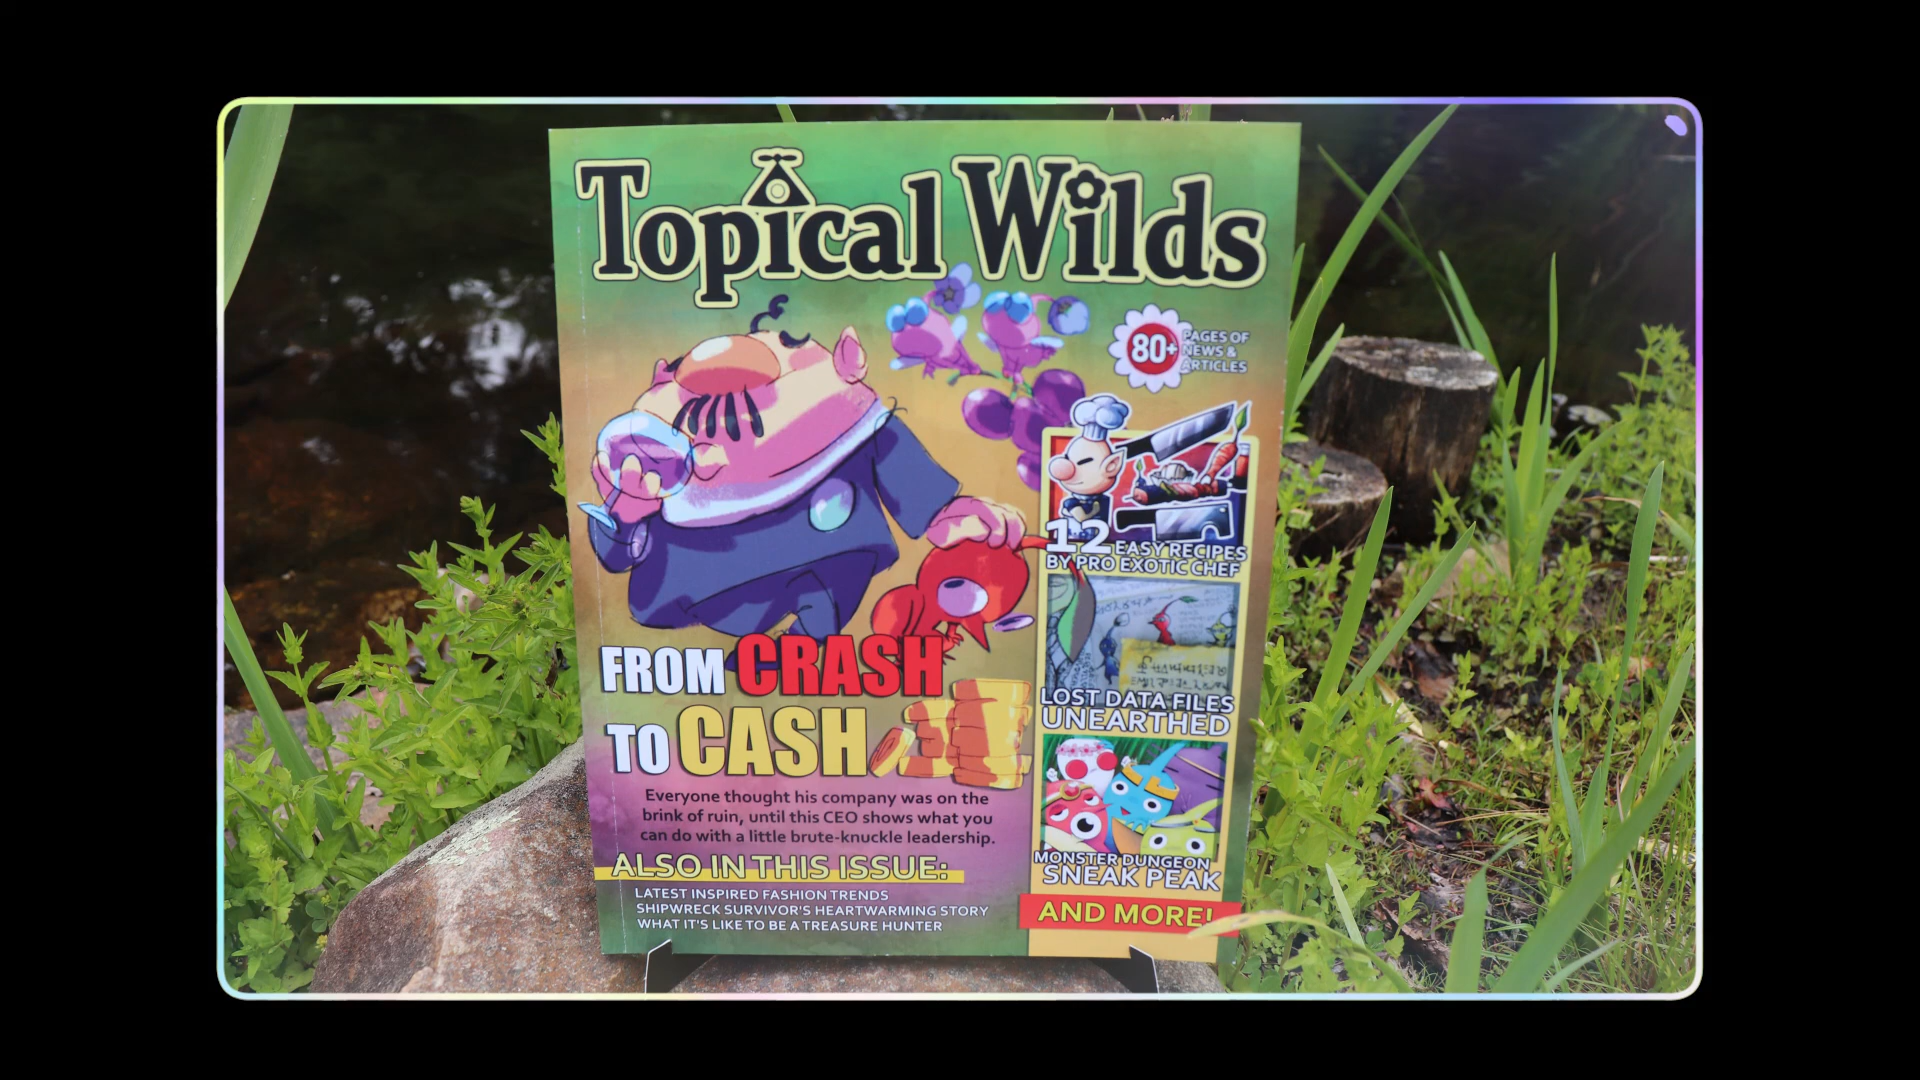 Topical Wilds
80+ PAGES OF
NEWS &
ARTICLES
12 EASY RECIPES
BY PRO EXOTIC CHEF
LOST DATA FILES
UNEARTHED
MONSTER DUNGEON
SNEAK PEAK
AND MORE!
FROM CRASH
TO CASH
Everyone thought his company was on the
brink of ruin, until this CEO shows what you
can do with a little brute-knuckle leadership.
ALSO IN THIS ISSUE:
LATEST INSPIRED FASHION TRENDS
SHIPWRECK SURVIVOR'S HEARTWARMING STORY
WHAT IT'S LIKE TO BE A TREASURE HUNTER